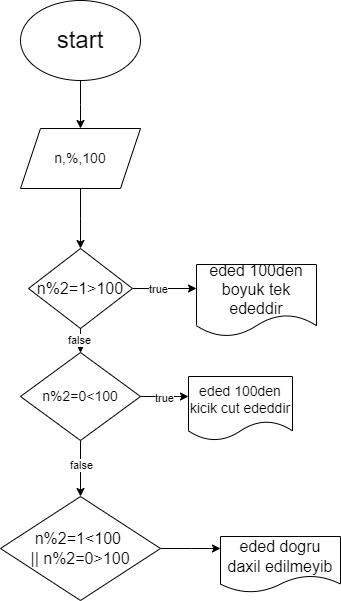 start
n,%,100
n%2=1>100
true
eded 100den
boyuk tek
ededdir
false
n%2=0<100
true
eded 100den
kicik cut ededdir
false
n%2=1<100
|| n%2=0>100
eded dogru
daxil edilmeyib